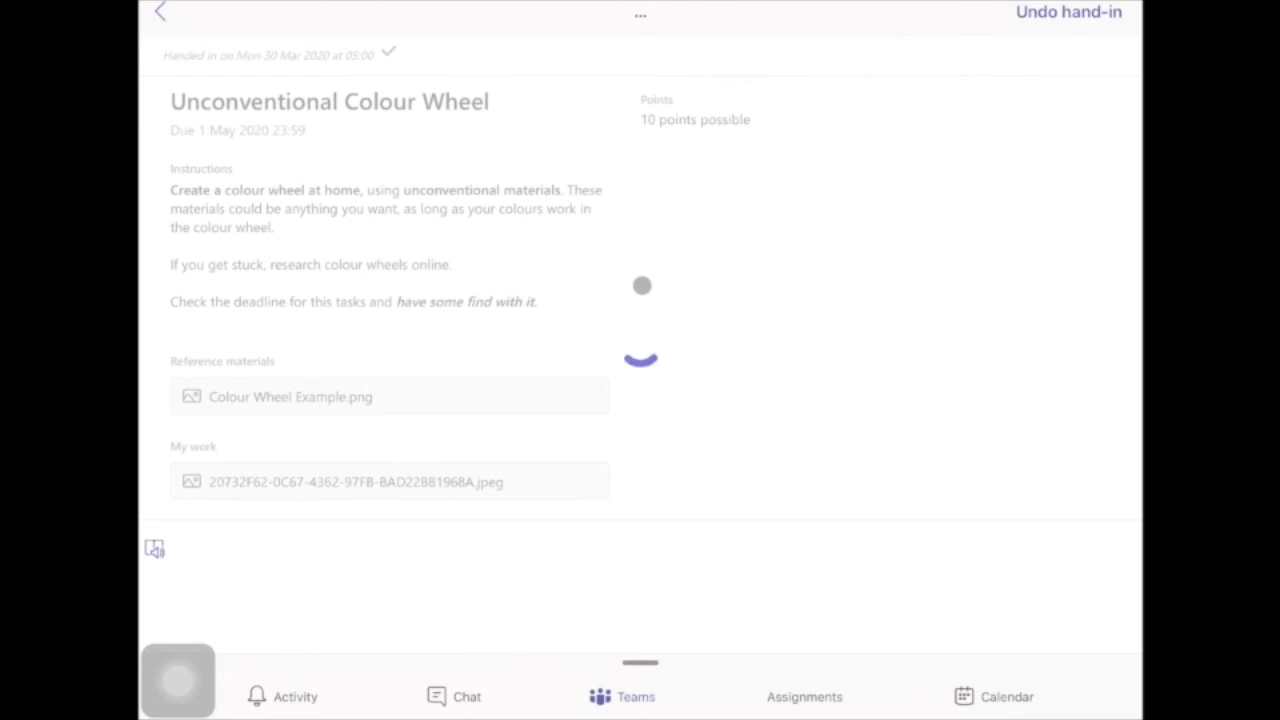 ...
Undo hand-in
Handed in on Mon 30 Mar 2020 at 05:00
Unconventional Colour Wheel
Due 1 May 2020 23:59
Points
10 points possible
Instructions
Create a colour wheel at home, using unconventional materials. These
materials could be anything you want, as long as your colours work in
the colour wheel.
If you get stuck, research colour wheels online.
Check the deadline for this tasks and have some find with it.
Reference materials
Colour Wheel Example.png
My work
20732F62-0C67-4362-97FB-BAD22B81968A.jpeg
Activity
Chat
Teams
Assignments
Calendar